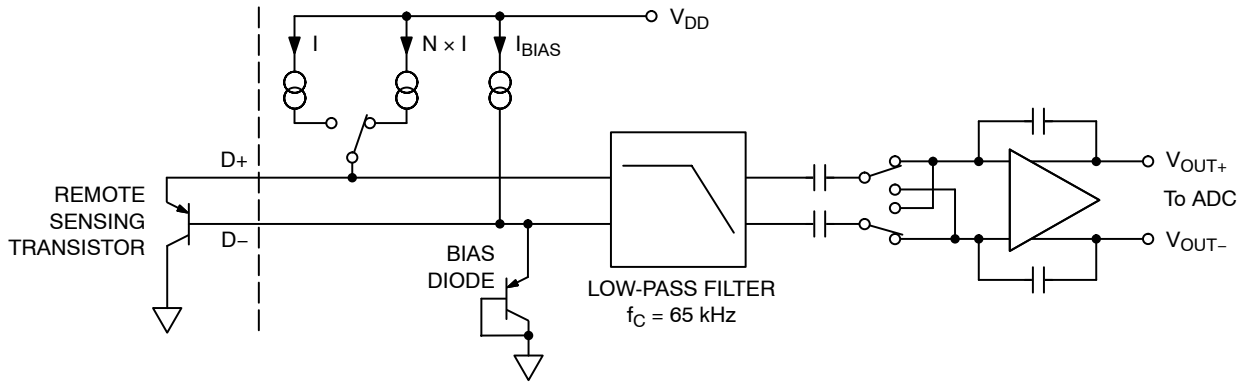 V_DD
I
N × I
I_BIAS
D+
REMOTE
SENSING
TRANSISTOR
D−
BIAS
DIODE
LOW-PASS FILTER
f_C = 65 kHz
V_OUT+
To ADC
V_OUT−